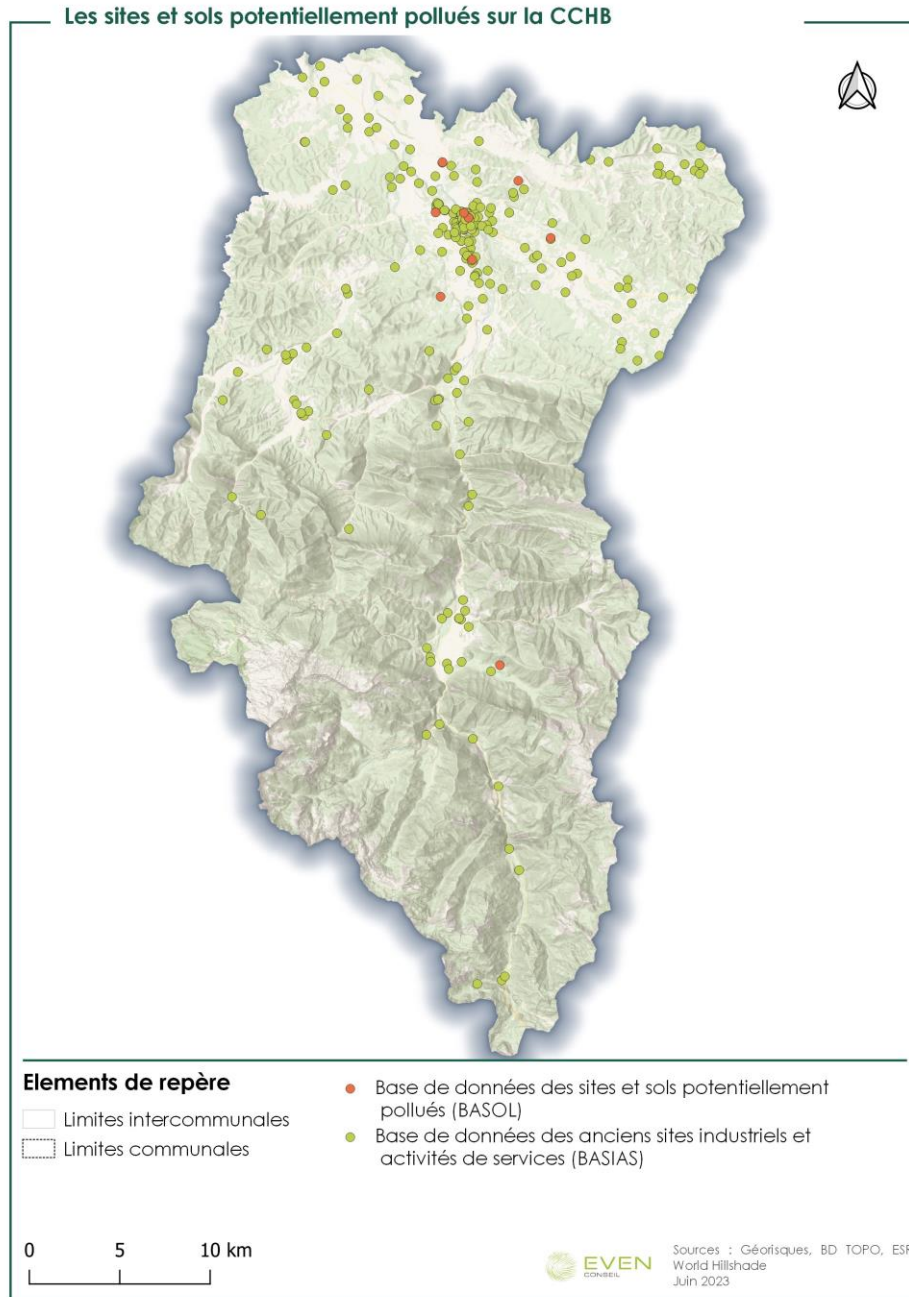 Les sites et sols potentiellement pollués sur la CCHB
Elements de repère
Limites intercommunales
Limites communales
Base de données des sites et sols potentiellement
pollués (BASOL)
Base de données des anciens sites industriels et
activités de services (BASIAS)
0 5 10 km
EVEN
CONSEIL
Sources : Géorisques, BD TOPO, ESR
World Hillshade
Juin 2023